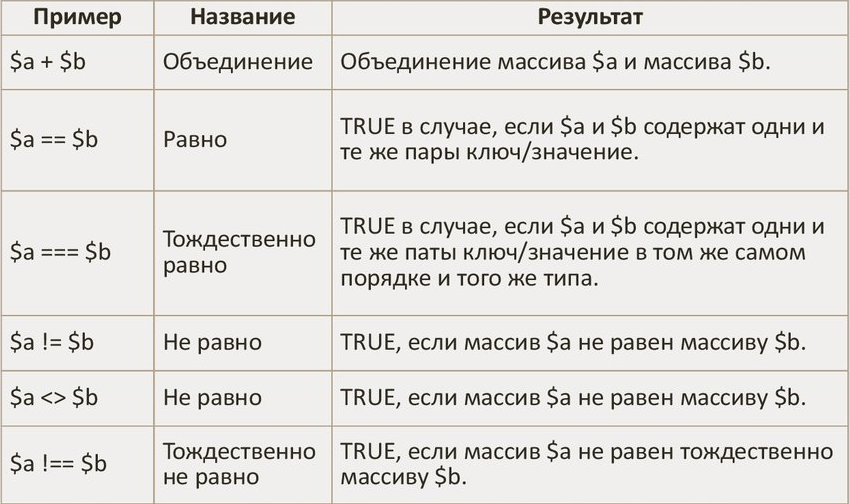 Пример Название Результат
$a + $b Объединение Объединение массива $a и массива $b.
$a == $b Равно TRUE в случае, если $a и $b содержат одни и
те же пары ключ/значение.
$a === $b Тождественно
равно TRUE в случае, если $a и $b содержат одни и
те же паты ключ/значение в том же самом
порядке и того же типа.
$a != $b Не равно TRUE, если массив $a не равен массиву $b.
$a <> $b Не равно TRUE, если массив $a не равен массиву $b.
$a !== $b Тождественно
не равно TRUE, если массив $a не равен тождественно
массиву $b.